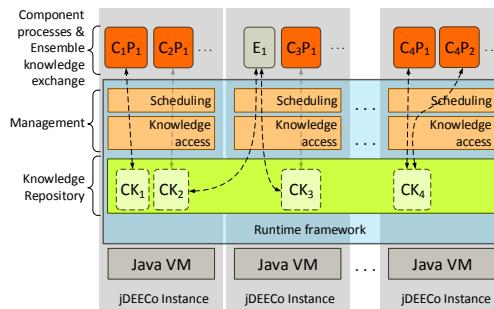 Component
processes &
Ensemble
knowledge
exchange
C1P1 C2P1 ... E1 C3P1 ... C4P1 C4P2 ...
Management
Scheduling Scheduling Scheduling
Knowledge access Knowledge access . . . Knowledge access
Knowledge
Repository
CK1 CK2 CK3 CK4
Runtime framework
Java VM Java VM . . . Java VM
jDEECo Instance jDEECo Instance jDEECo Instance